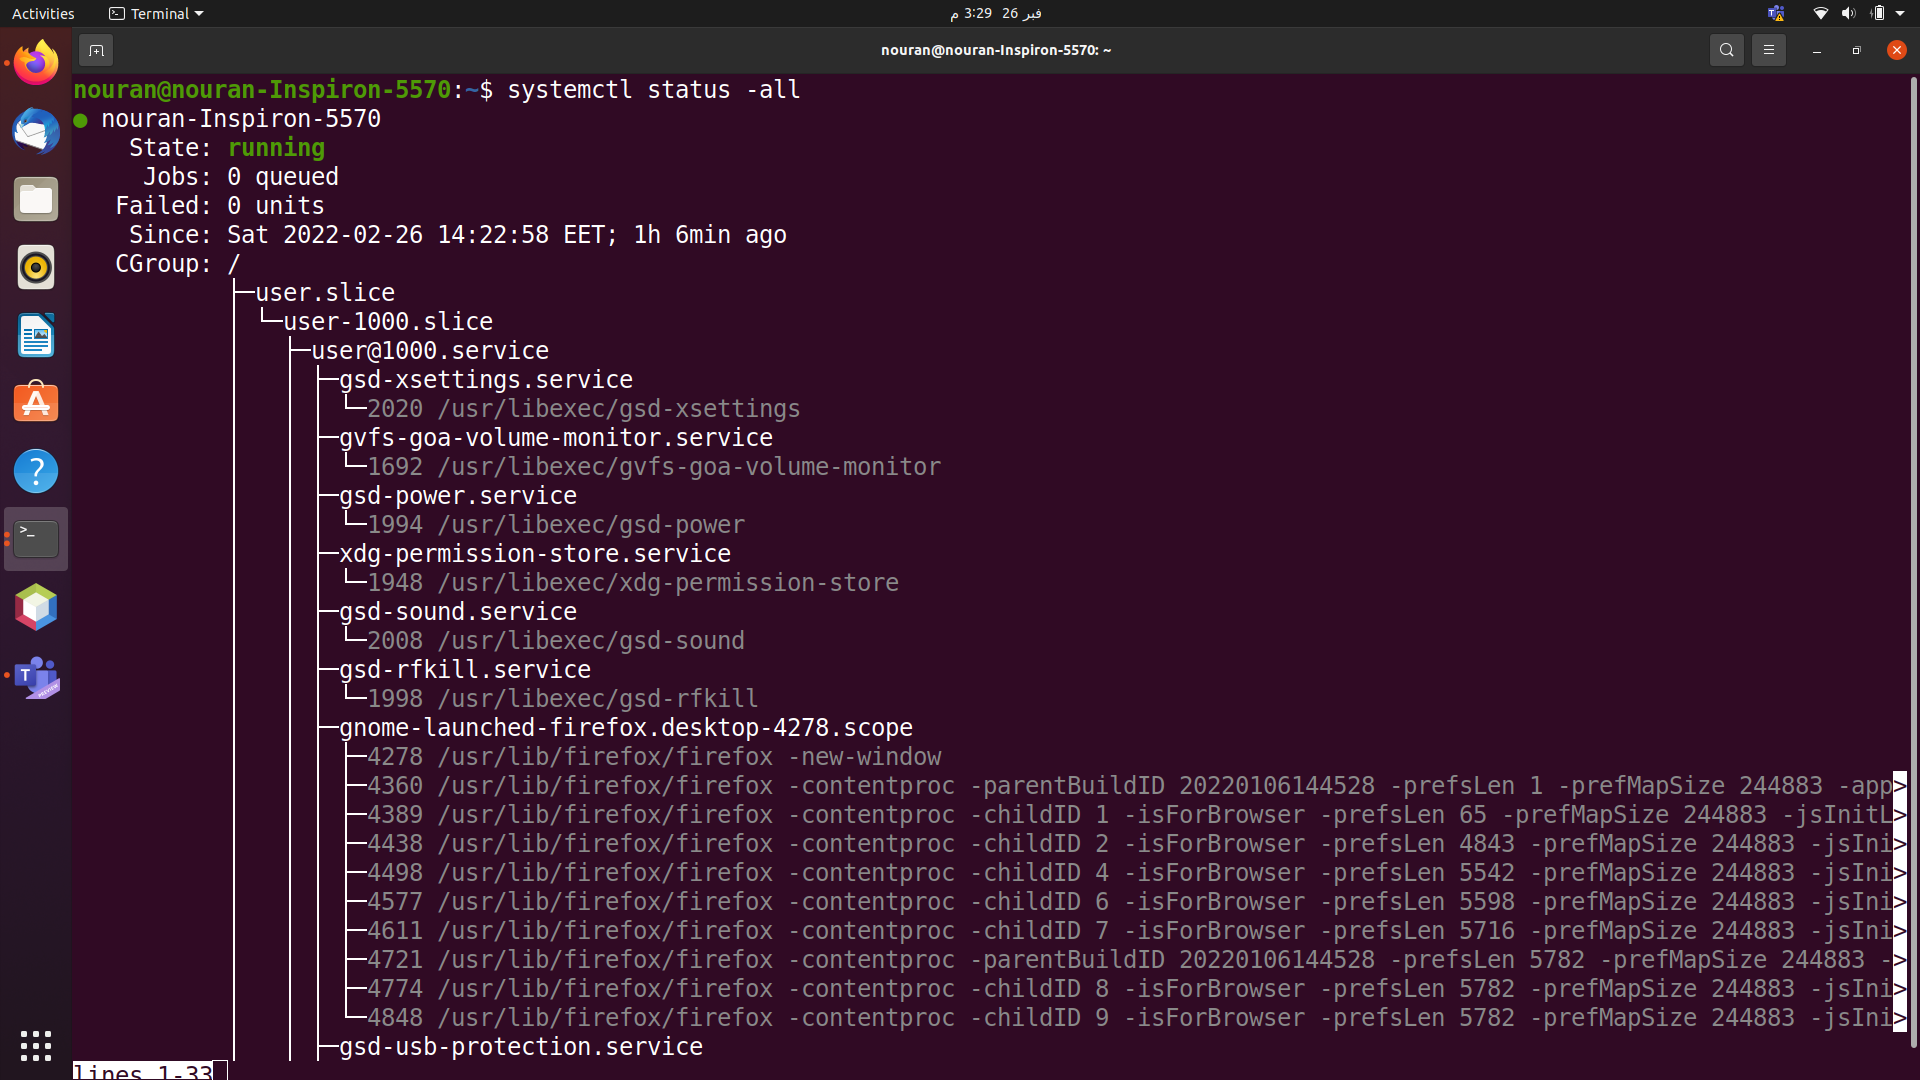 Activities
Terminal
فبر 26 3:29 م
nouran@nouran-Inspiron-5570: ~
nouran@nouran-Inspiron-5570:~$ systemctl status -all
● nouran-Inspiron-5570
State: running
Jobs: 0 queued
Failed: 0 units
Since: Sat 2022-02-26 14:22:58 EET; 1h 6min ago
CGroup: /
├─user.slice
│ └─user-1000.slice
│ ├─user@1000.service
│ │ ├─gsd-xsettings.service
│ │ │ └─2020 /usr/libexec/gsd-xsettings
│ │ ├─gvfs-goa-volume-monitor.service
│ │ │ └─1692 /usr/libexec/gvfs-goa-volume-monitor
│ │ ├─gsd-power.service
│ │ │ └─1994 /usr/libexec/gsd-power
│ │ ├─xdg-permission-store.service
│ │ │ └─1948 /usr/libexec/xdg-permission-store
│ │ ├─gsd-sound.service
│ │ │ └─2008 /usr/libexec/gsd-sound
│ │ ├─gsd-rfkill.service
│ │ │ └─1998 /usr/libexec/gsd-rfkill
│ │ ├─gnome-launched-firefox.desktop-4278.scope
│ │ │ ├─4278 /usr/lib/firefox/firefox -new-window
│ │ │ ├─4360 /usr/lib/firefox/firefox -contentproc -parentBuildID 20220106144528 -prefsLen 1 -prefMapSize 244883 -app>
│ │ │ ├─4389 /usr/lib/firefox/firefox -contentproc -childID 1 -isForBrowser -prefsLen 65 -prefMapSize 244883 -jsInitL>
│ │ │ ├─4438 /usr/lib/firefox/firefox -contentproc -childID 2 -isForBrowser -prefsLen 4843 -prefMapSize 244883 -jsIni>
│ │ │ ├─4498 /usr/lib/firefox/firefox -contentproc -childID 4 -isForBrowser -prefsLen 5542 -prefMapSize 244883 -jsIni>
│ │ │ ├─4577 /usr/lib/firefox/firefox -contentproc -childID 6 -isForBrowser -prefsLen 5598 -prefMapSize 244883 -jsIni>
│ │ │ ├─4611 /usr/lib/firefox/firefox -contentproc -childID 7 -isForBrowser -prefsLen 5716 -prefMapSize 244883 -jsIni>
│ │ │ ├─4721 /usr/lib/firefox/firefox -contentproc -parentBuildID 20220106144528 -prefsLen 5782 -prefMapSize 244883 ->
│ │ │ ├─4774 /usr/lib/firefox/firefox -contentproc -childID 8 -isForBrowser -prefsLen 5782 -prefMapSize 244883 -jsIni>
│ │ │ └─4848 /usr/lib/firefox/firefox -contentproc -childID 9 -isForBrowser -prefsLen 5782 -prefMapSize 244883 -jsIni>
│ │ ├─gsd-usb-protection.service
lines 1-33